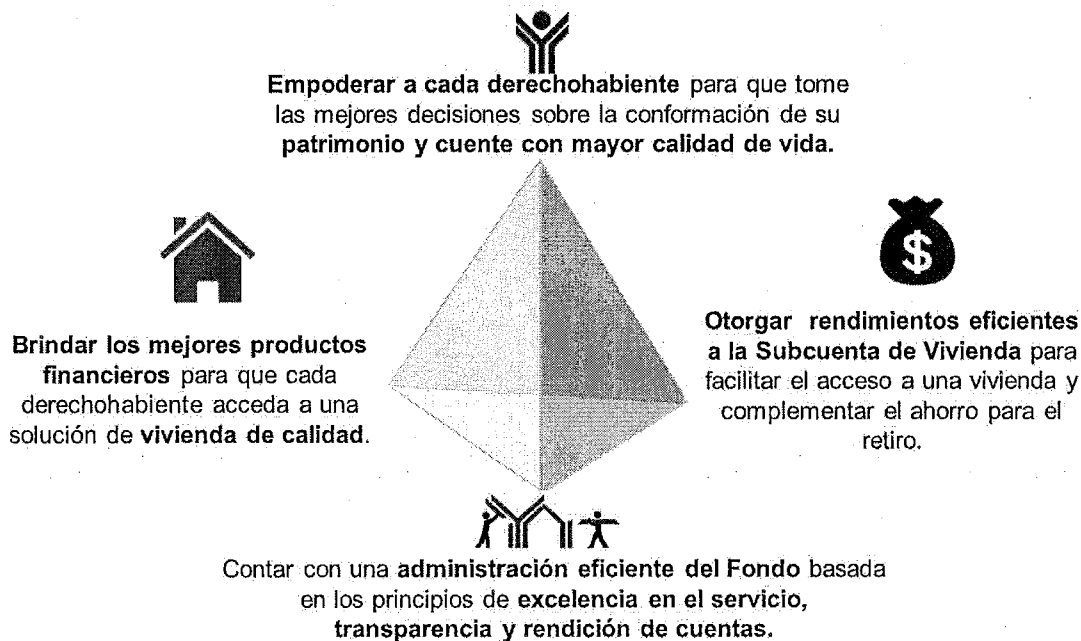 Empoderar a cada derechohabiente para que tome
las mejores decisiones sobre la conformación de su
patrimonio y cuente con mayor calidad de vida.
Brindar los mejores productos
financieros para que cada
derechohabiente acceda a una
solución de vivienda de calidad.
$
Otorgar rendimientos eficientes
a la Subcuenta de Vivienda para
facilitar el acceso a una vivienda y
complementar el ahorro para el
retiro.
Contar con una administración eficiente del Fondo basada
en los principios de excelencia en el servicio,
transparencia y rendición de cuentas.